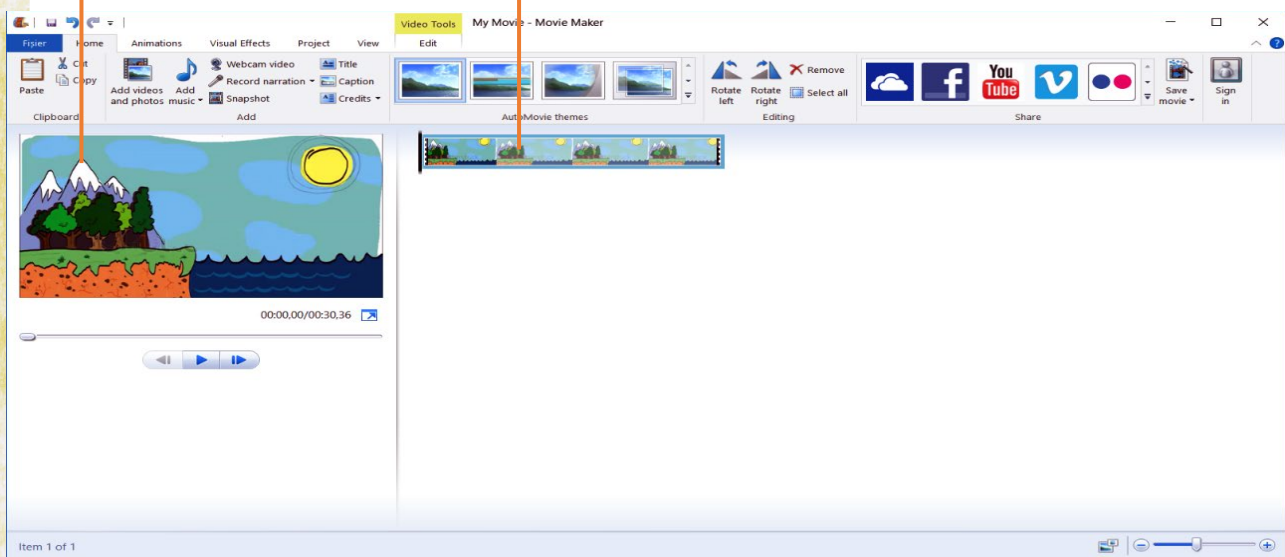 Video Tools My Movie - Movie Maker
Fișier Home Animations Visual Effects Project View Edit
Paste
Cut
Copy
Clipboard
Add videos and photos
Add music
Webcam video
Record narration
Snapshot
Title
Caption
Credits
Add
AutoMovie themes
Rotate left
Rotate right
Remove
Select all
Editing
f
You
Tube
V
Share
Save movie
Sign in
00:00,00/00:30,36
Item 1 of 1